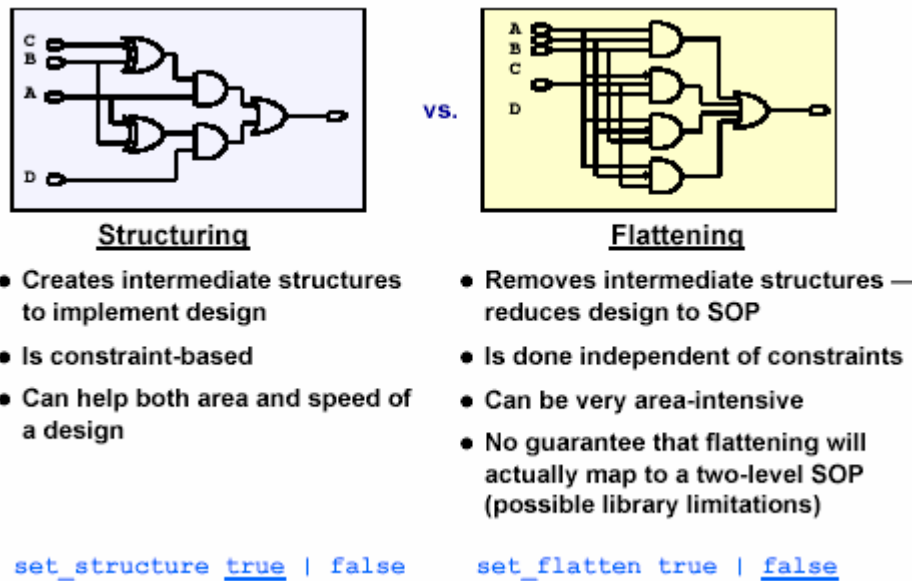 C
B
A
D
vs.
A
B
C
D
Structuring
Flattening
● Creates intermediate structures
to implement design
● Is constraint-based
● Can help both area and speed of
a design
● Removes intermediate structures —
reduces design to SOP
● Is done independent of constraints
● Can be very area-intensive
● No guarantee that flattening will
actually map to a two-level SOP
(possible library limitations)
set_structure true | false
set_flatten true | false